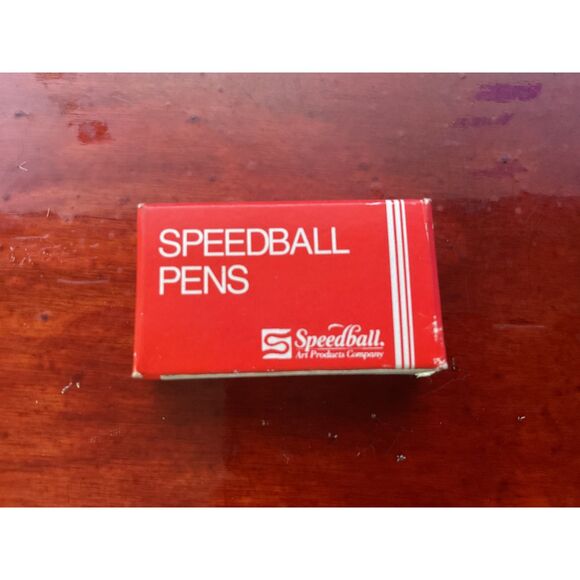 SPEEDBALL
PENS
Speedball®
Art Products Company